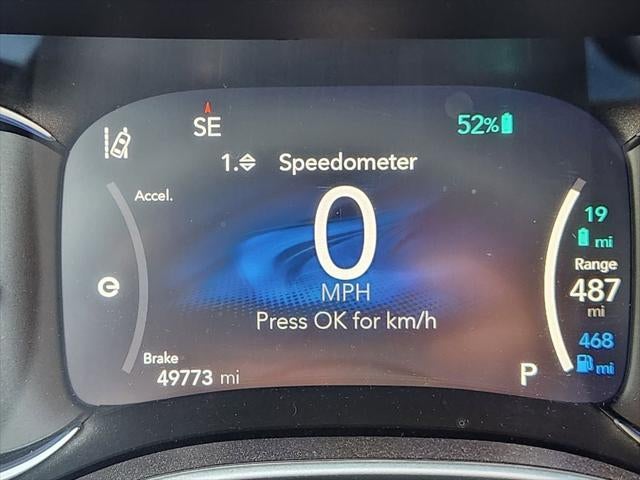 SE
52%
1. Speedometer
Accel.
0
MPH
Press OK for km/h
19
mi
Range
487
mi
468
mi
Brake
49773 mi
P